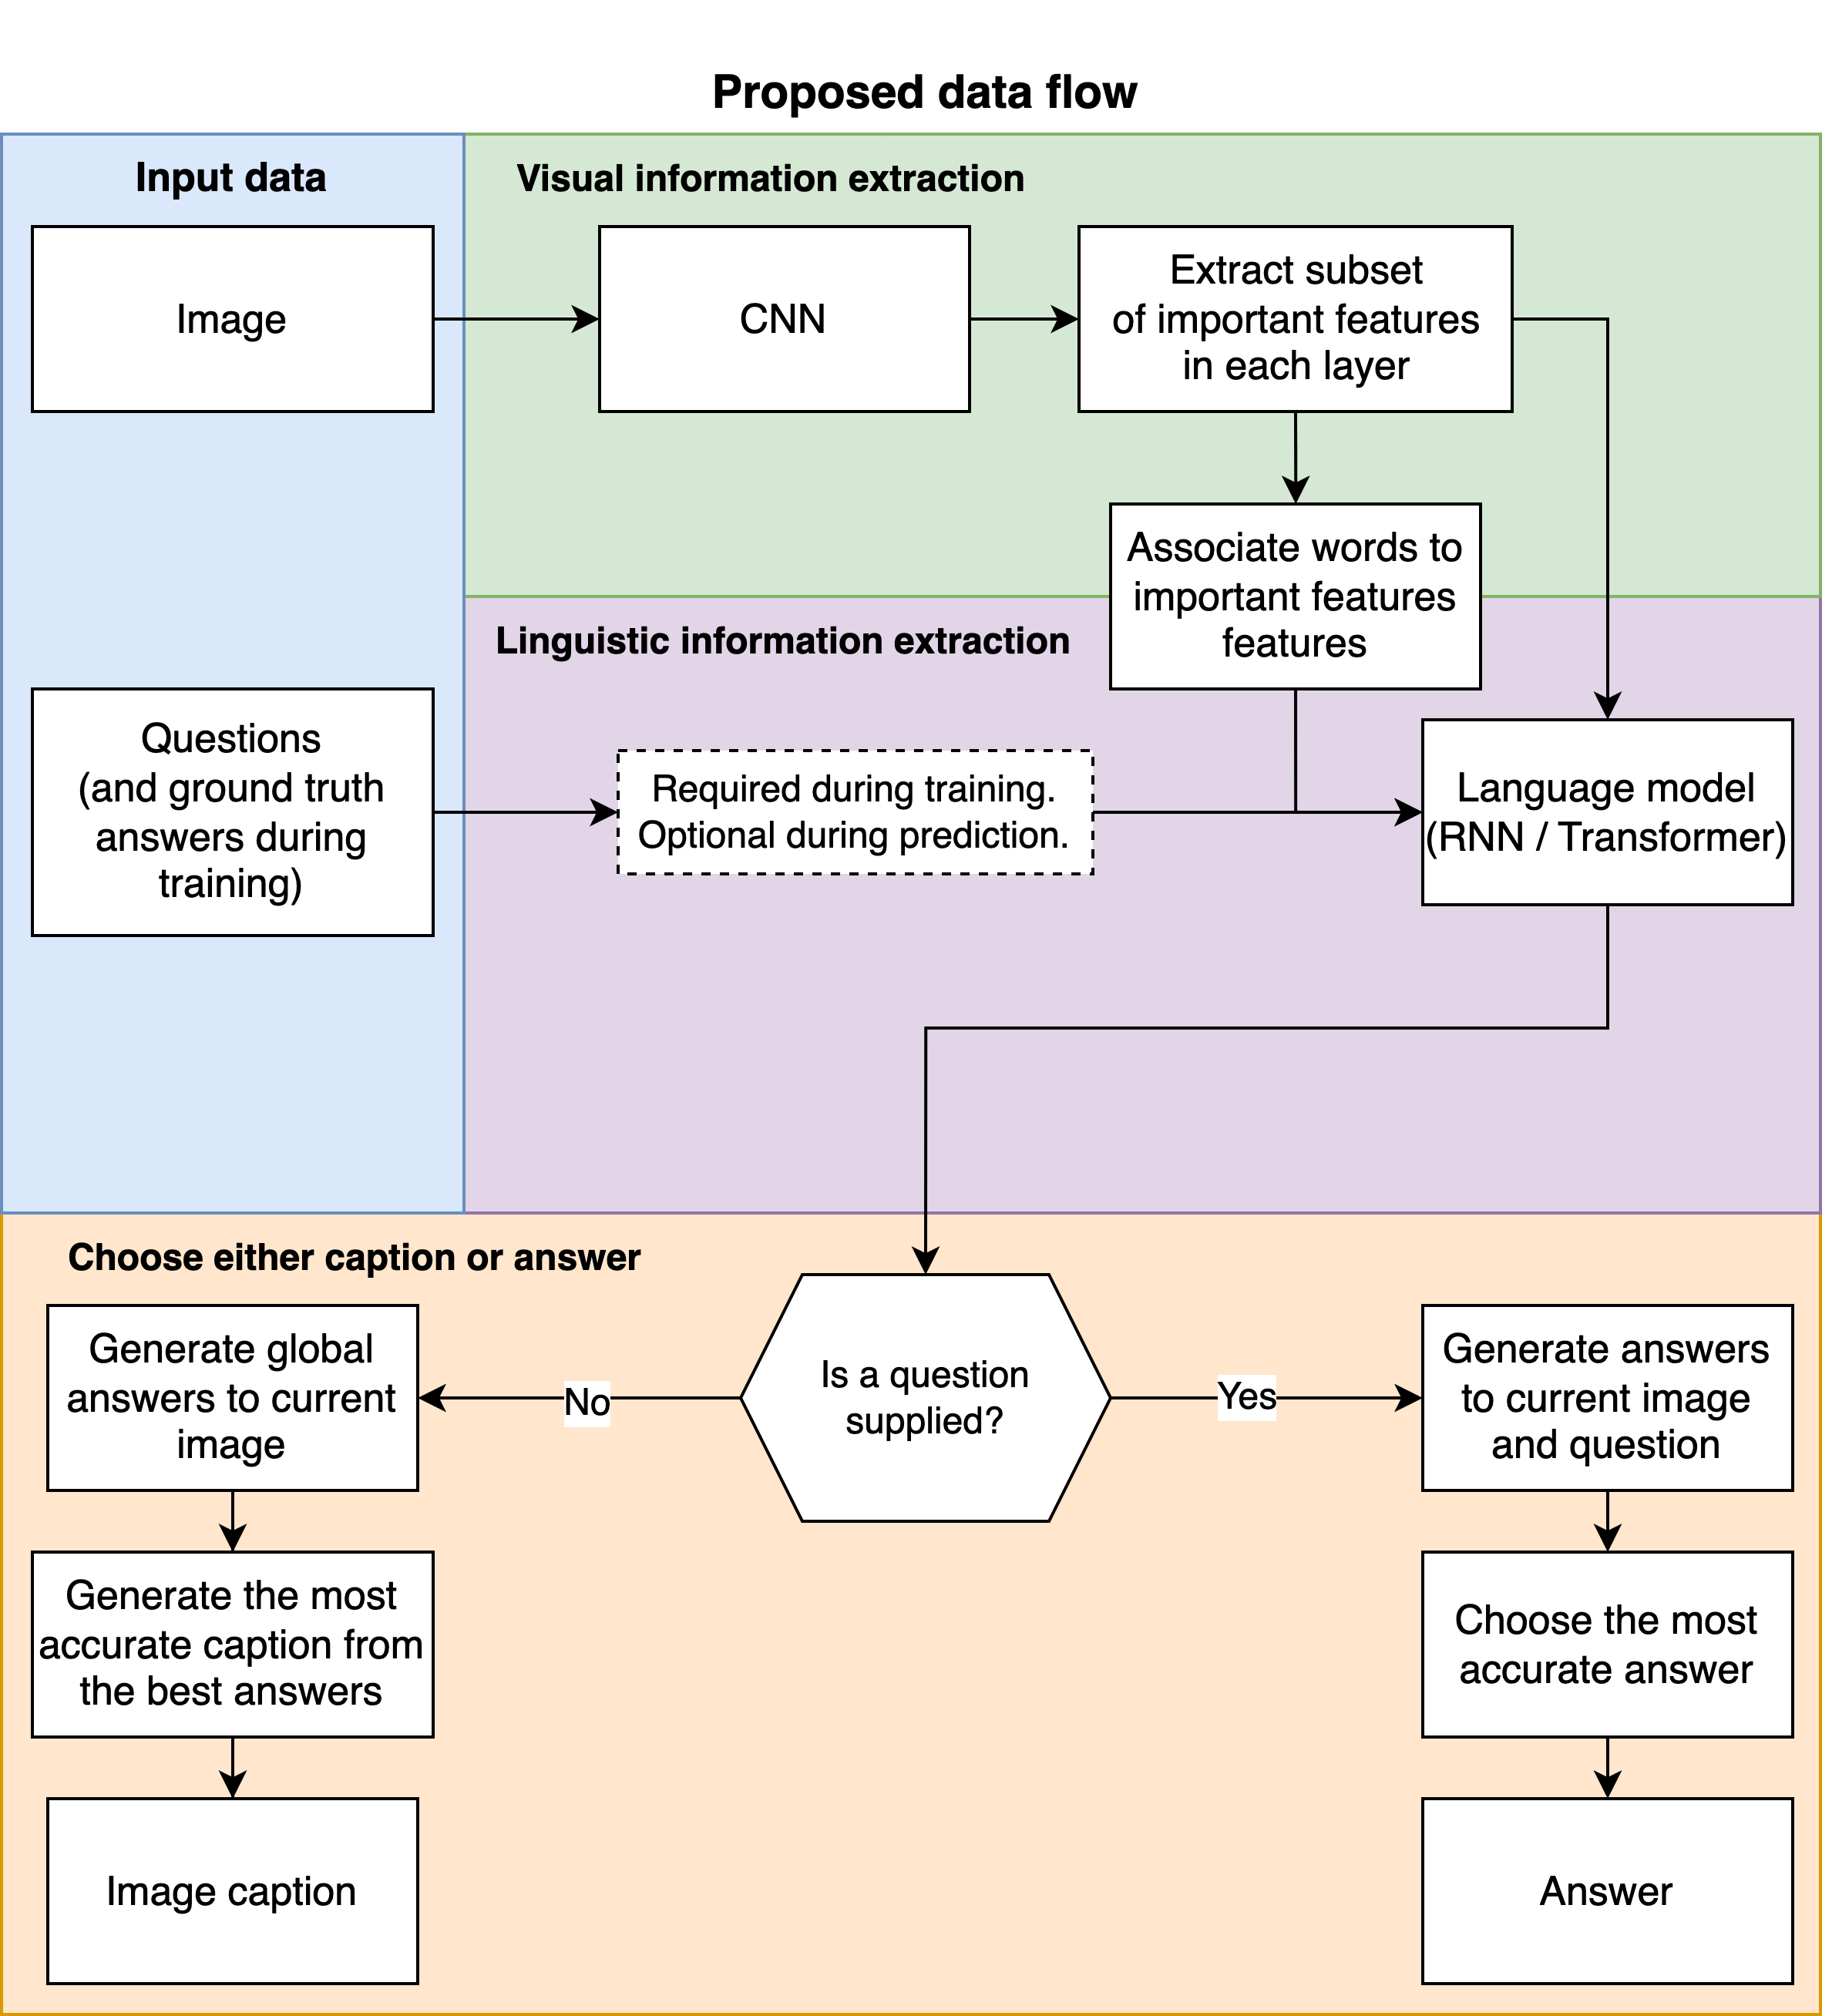 Proposed data flow
Input data
Visual information extraction
Image
CNN
Extract subset
of important features
in each layer
Associate words to
important features
features
Linguistic information extraction
Questions
(and ground truth
answers during
training)
Required during training.
Optional during prediction.
Language model
(RNN / Transformer)
Choose either caption or answer
Generate global
answers to current
image
No
Is a question
supplied?
Yes
Generate answers
to current image
and question
Generate the most
accurate caption from
the best answers
Choose the most
accurate answer
Image caption
Answer